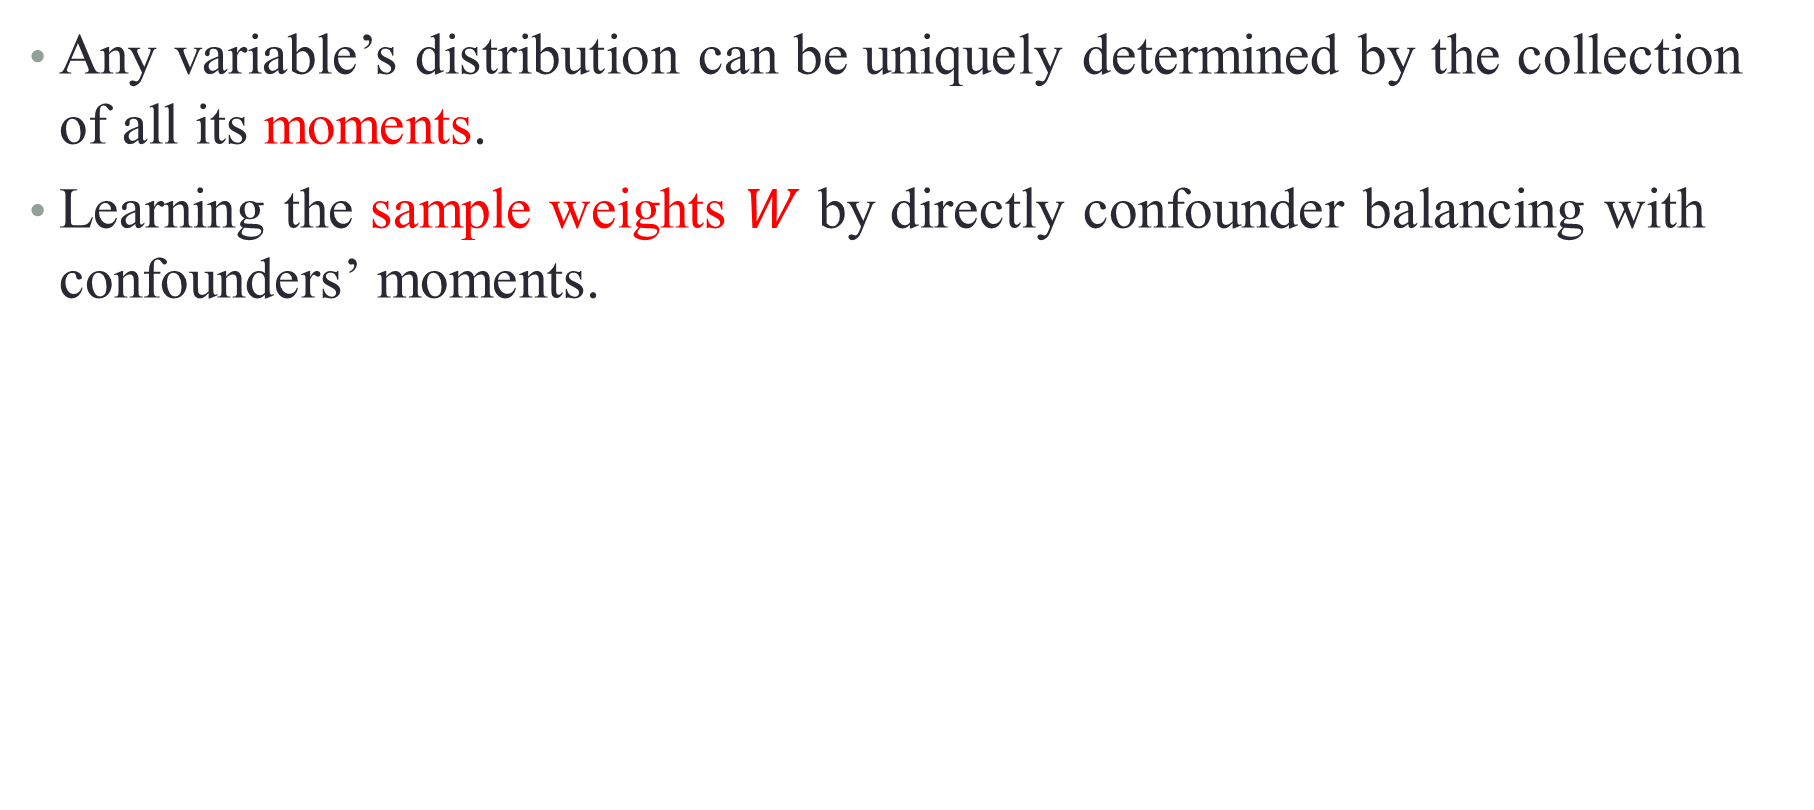 • Any variable’s distribution can be uniquely determined by the collection
of all its moments.
• Learning the sample weights W by directly confounder balancing with
confounders’ moments.